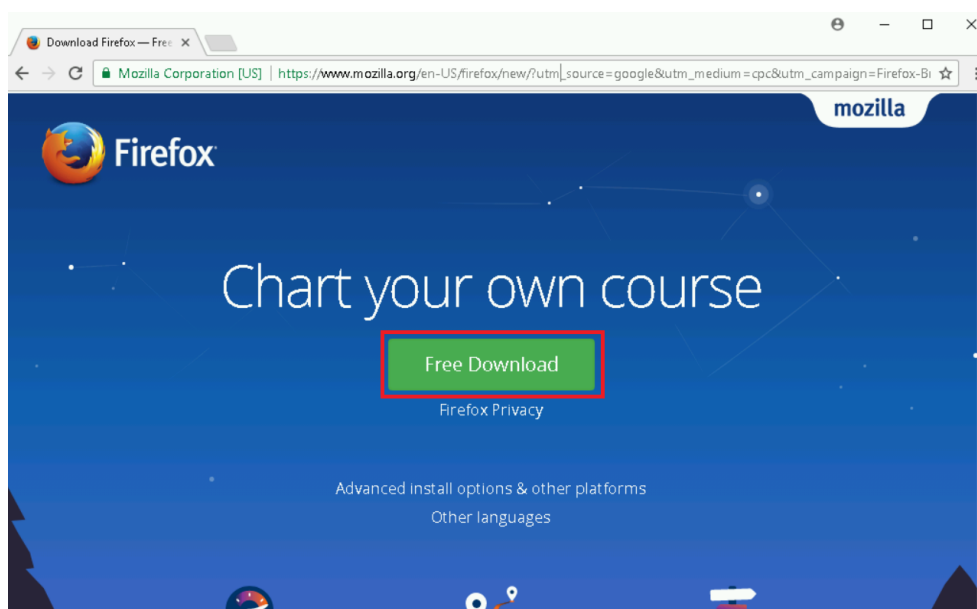 Download Firefox — Free
Mozilla Corporation [US] | https://www.mozilla.org/en-US/firefox/new/?utm_source=google&utm_medium=cpc&utm_campaign=Firefox-Br
mozilla
Firefox
Chart your own course
Free Download
Firefox Privacy
Advanced install options & other platforms
Other languages